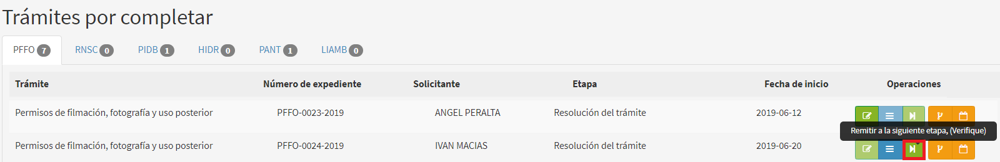 Trámites por completar
PFFO 7 RNSC 0 PIDB 1 HIDR 0 PANT 1 LIAMB 0
Trámite Número de expediente Solicitante Etapa Fecha de inicio Operaciones
Permisos de filmación, fotografía y uso posterior PFFO-0023-2019 ANGEL PERALTA Resolución del trámite 2019-06-12
Remitir a la siguiente etapa, (Verifique)
Permisos de filmación, fotografía y uso posterior PFFO-0024-2019 IVAN MACIAS Resolución del trámite 2019-06-20